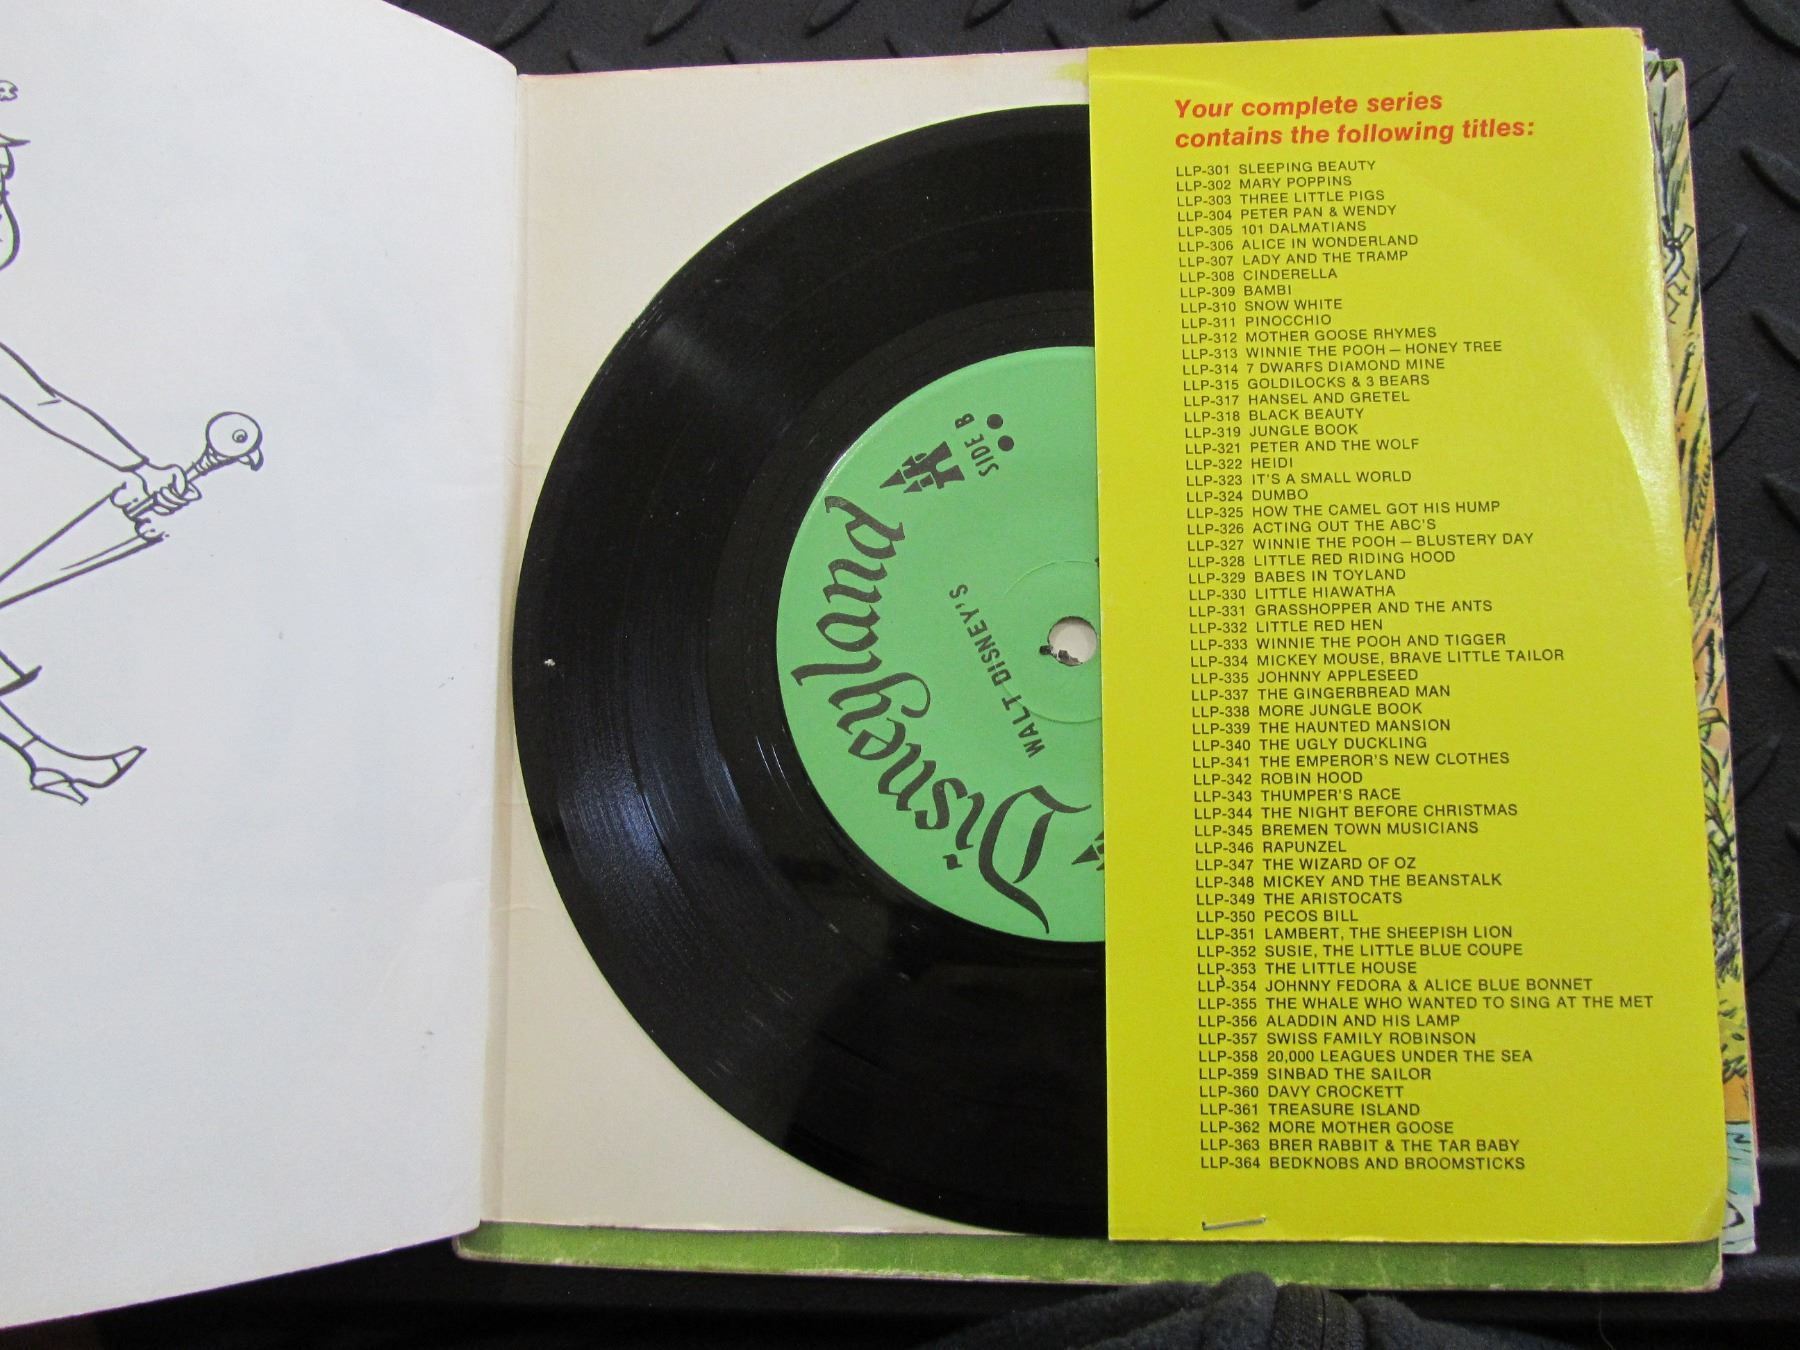 SIDE B
Disneyland
WALT DISNEY'S
Your complete series
contains the following titles:
LLP-301 SLEEPING BEAUTY
LLP-302 MARY POPPINS
LLP-303 THREE LITTLE PIGS
LLP-304 PETER PAN & WENDY
LLP-305 101 DALMATIANS
LLP-306 ALICE IN WONDERLAND
LLP-307 LADY AND THE TRAMP
LLP-308 CINDERELLA
LLP-309 BAMBI
LLP-310 SNOW WHITE
LLP-311 PINOCCHIO
LLP-312 MOTHER GOOSE RHYMES
LLP-313 WINNIE THE POOH – HONEY TREE
LLP-314 7 DWARFS DIAMOND MINE
LLP-315 GOLDILOCKS & 3 BEARS
LLP-317 HANSEL AND GRETEL
LLP-318 BLACK BEAUTY
LLP-319 JUNGLE BOOK
LLP-321 PETER AND THE WOLF
LLP-322 HEIDI
LLP-323 IT'S A SMALL WORLD
LLP-324 DUMBO
LLP-325 HOW THE CAMEL GOT HIS HUMP
LLP-326 ACTING OUT THE ABC'S
LLP-327 WINNIE THE POOH – BLUSTERY DAY
LLP-328 LITTLE RED RIDING HOOD
LLP-329 BABES IN TOYLAND
LLP-330 LITTLE HIAWATHA
LLP-331 GRASSHOPPER AND THE ANTS
LLP-332 LITTLE RED HEN
LLP-333 WINNIE THE POOH AND TIGGER
LLP-334 MICKEY MOUSE, BRAVE LITTLE TAILOR
LLP-335 JOHNNY APPLESEED
LLP-337 THE GINGERBREAD MAN
LLP-338 MORE JUNGLE BOOK
LLP-339 THE HAUNTED MANSION
LLP-340 THE UGLY DUCKLING
LLP-341 THE EMPEROR'S NEW CLOTHES
LLP-342 ROBIN HOOD
LLP-343 THUMPER'S RACE
LLP-344 THE NIGHT BEFORE CHRISTMAS
LLP-345 BREMEN TOWN MUSICIANS
LLP-346 RAPUNZEL
LLP-347 THE WIZARD OF OZ
LLP-348 MICKEY AND THE BEANSTALK
LLP-349 THE ARISTOCATS
LLP-350 PECOS BILL
LLP-351 LAMBERT, THE SHEEPISH LION
LLP-352 SUSIE, THE LITTLE BLUE COUPE
LLP-353 THE LITTLE HOUSE
LLP-354 JOHNNY FEDORA & ALICE BLUE BONNET
LLP-355 THE WHALE WHO WANTED TO SING AT THE MET
LLP-356 ALADDIN AND HIS LAMP
LLP-357 SWISS FAMILY ROBINSON
LLP-358 20,000 LEAGUES UNDER THE SEA
LLP-359 SINBAD THE SAILOR
LLP-360 DAVY CROCKETT
LLP-361 TREASURE ISLAND
LLP-362 MORE MOTHER GOOSE
LLP-363 BRER RABBIT & THE TAR BABY
LLP-364 BEDKNOBS AND BROOMSTICKS